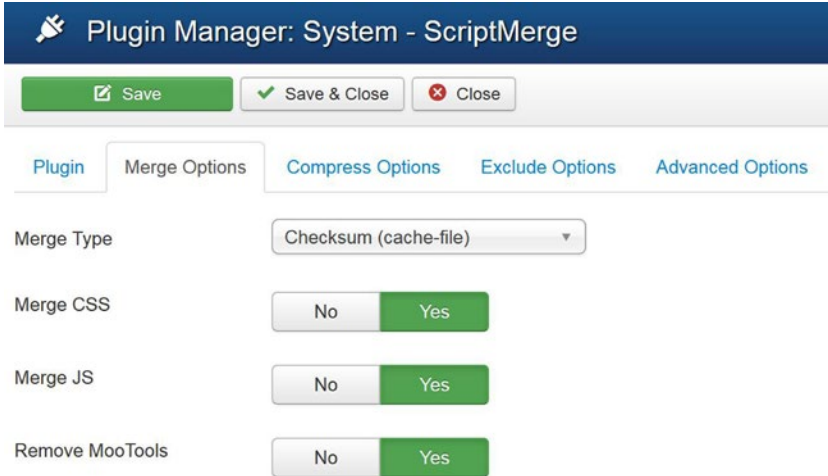 Plugin Manager: System - ScriptMerge
Save Save & Close Close
Plugin Merge Options Compress Options Exclude Options Advanced Options
Merge Type Checksum (cache-file)
Merge CSS No Yes
Merge JS No Yes
Remove MooTools No Yes